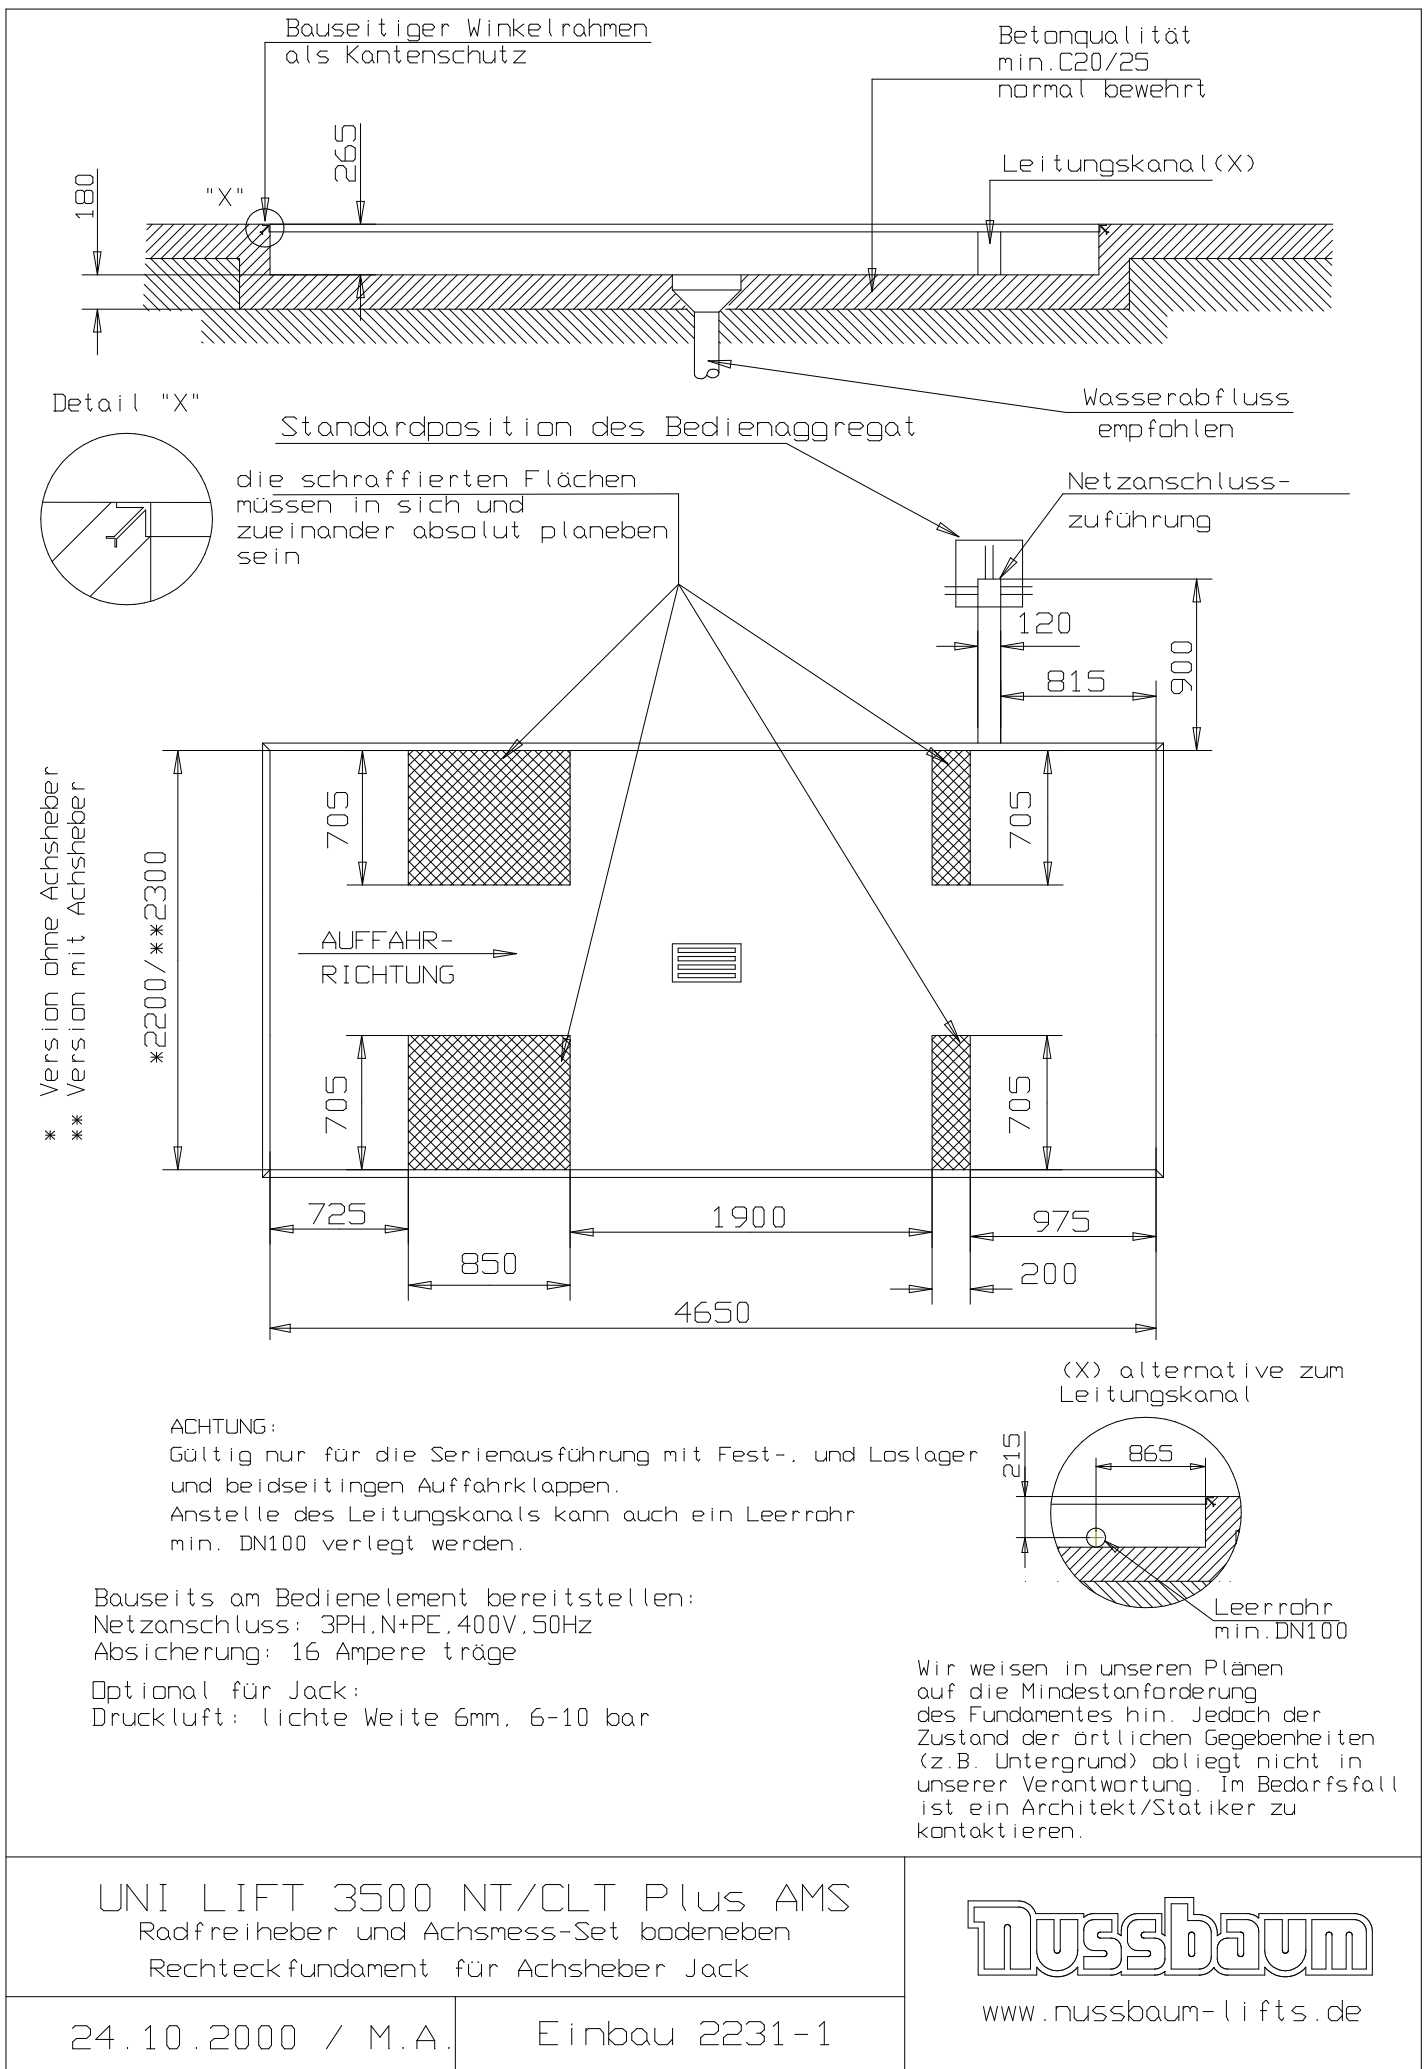 Bauseitiger Winkelrahmen
als Kantenschutz
Betonqualität
min.C20/25
normal bewehrt
265
Leitungskanal(X)
180
"X"
Detail "X"
Wasserabfluss
empfohlen
Standardposition des Bedienaggregat
die schraffierten Flächen
müssen in sich und
zueinander absolut planeben
sein
Netzanschluss-
zuführung
120
900
815
* Version ohne Achsheber
** Version mit Achsheber
*2200/**2300
705
705
AUFFAHR-
RICHTUNG
705
705
725
1900
975
850
200
4650
(X) alternative zum
Leitungskanal
215
865
Leerrohr
min.DN100
ACHTUNG:
Gültig nur für die Serienausführung mit Fest-, und Loslager
und beidseitingen Auffahrklappen.
Anstelle des Leitungskanals kann auch ein Leerrohr
min. DN100 verlegt werden.
Bauseits am Bedienelement bereitstellen:
Netzanschluss: 3PH,N+PE,400V,50Hz
Absicherung: 16 Ampere träge
Optional für Jack:
Druckluft: lichte Weite 6mm, 6-10 bar
Wir weisen in unseren Plänen
auf die Mindestanforderung
des Fundamentes hin. Jedoch der
Zustand der örtlichen Gegebenheiten
(z.B. Untergrund) obliegt nicht in
unserer Verantwortung. Im Bedarfsfall
ist ein Architekt/Statiker zu
kontaktieren.
UNI LIFT 3500 NT/CLT Plus AMS
Radfreiheber und Achsmess-Set bodeneben
Rechteckfundament für Achsheber Jack
24.10.2000 / M.A.
Einbau 2231-1
nussbaum
www.nussbaum-lifts.de